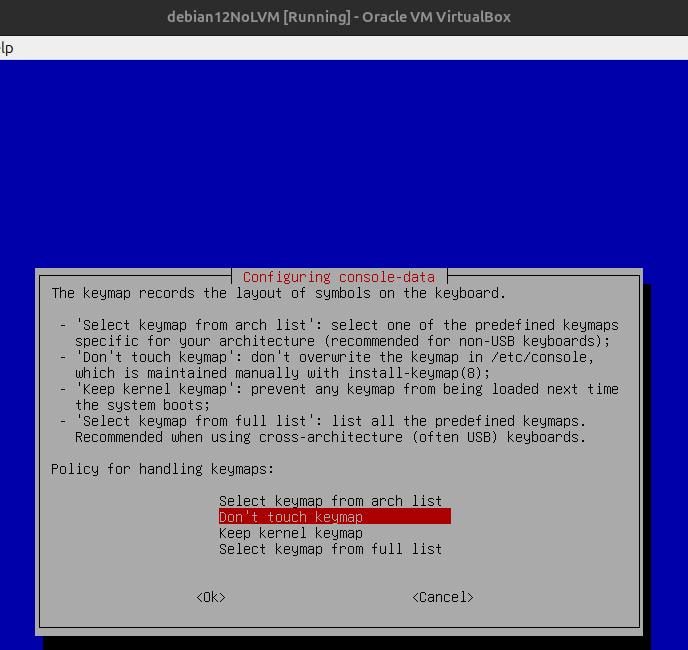 debian12NoLVM [Running] - Oracle VM VirtualBox
lp
Configuring console-data
The keymap records the layout of symbols on the keyboard.
- 'Select keymap from arch list': select one of the predefined keymaps
specific for your architecture (recommended for non-USB keyboards);
- 'Don't touch keymap': don't overwrite the keymap in /etc/console,
which is maintained manually with install-keymap(8);
- 'Keep kernel keymap': prevent any keymap from being loaded next time
the system boots;
- 'Select keymap from full list': list all the predefined keymaps.
Recommended when using cross-architecture (often USB) keyboards.
Policy for handling keymaps:
Select keymap from arch list
Don't touch keymap
Keep kernel keymap
Select keymap from full list
<Ok> <Cancel>